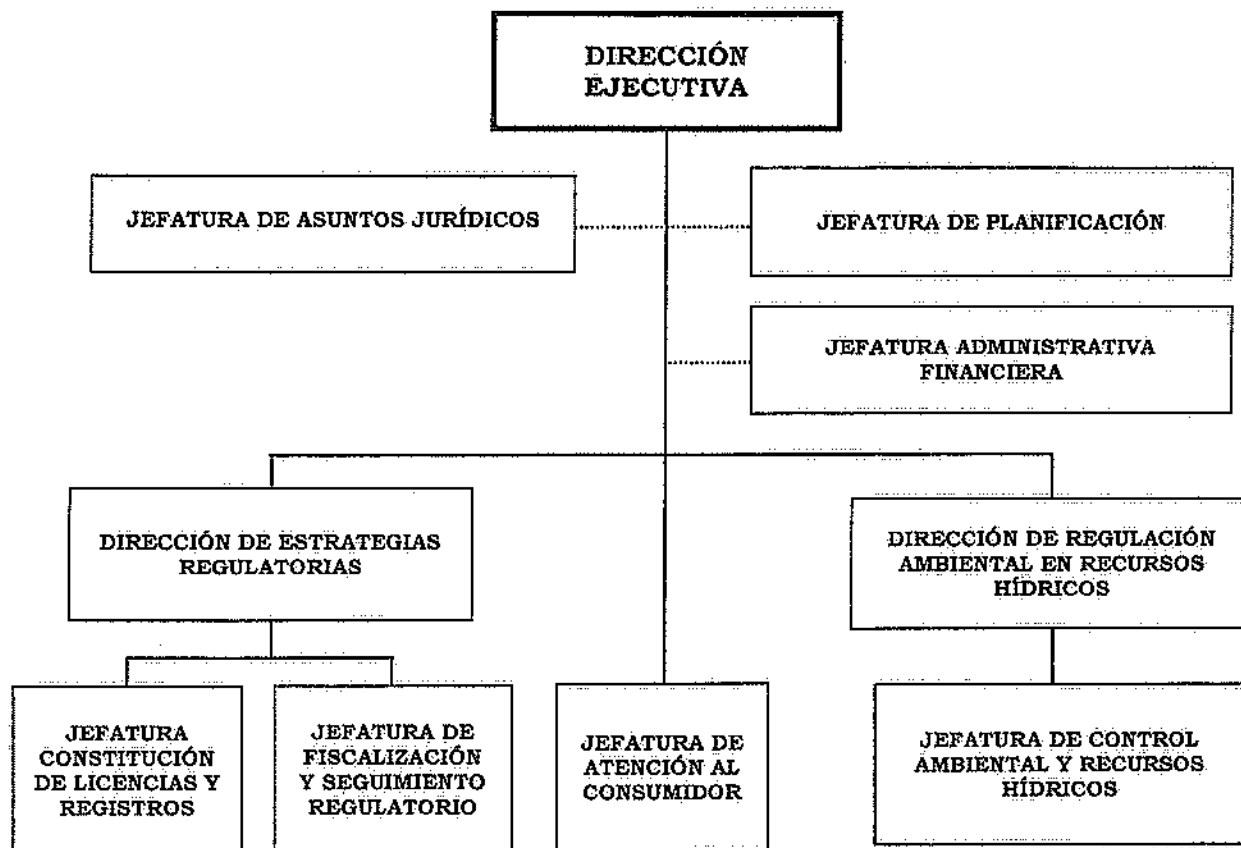 DIRECCIÓN
EJECUTIVA
JEFATURA DE ASUNTOS JURÍDICOS
JEFATURA DE PLANIFICACIÓN
JEFATURA ADMINISTRATIVA
FINANCIERA
DIRECCIÓN DE ESTRATEGIAS
REGULATORIAS
DIRECCIÓN DE REGULACIÓN
AMBIENTAL EN RECURSOS
HÍDRICOS
JEFATURA
CONSTITUCIÓN
DE LICENCIAS Y
REGISTROS
JEFATURA DE
FISCALIZACIÓN
Y SEGUIMIENTO
REGULATORIO
JEFATURA DE
ATENCIÓN AL
CONSUMIDOR
JEFATURA DE CONTROL
AMBIENTAL Y RECURSOS
HÍDRICOS